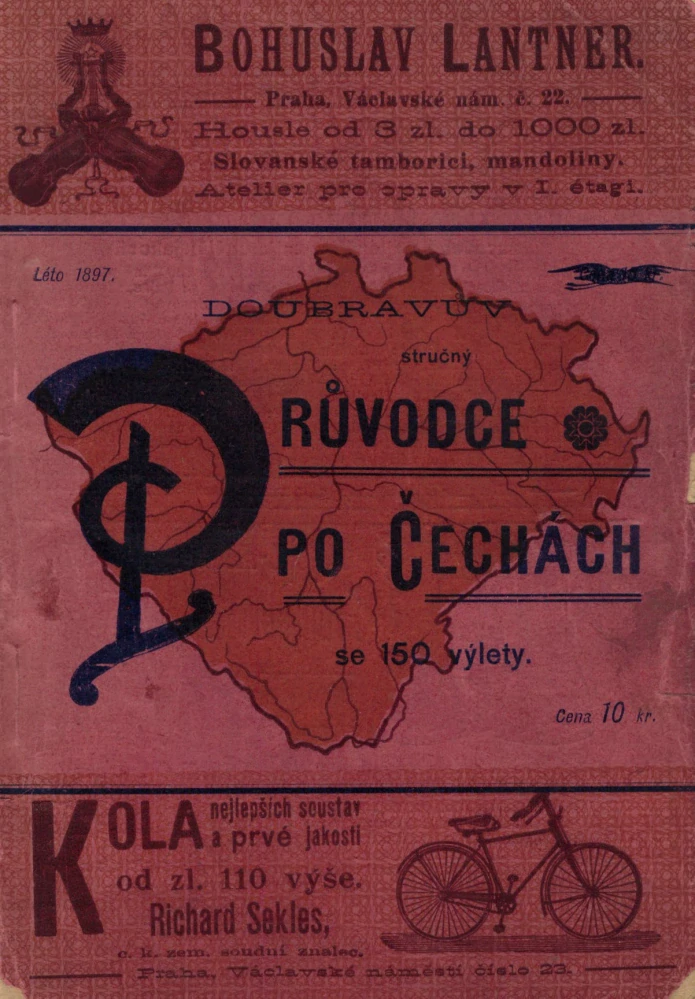 BOHUSLAV LANTNER.
Praha, Václavské nám. č. 22.
Housle od 3 zl. do 1000 zl.
Slovanské tamborici, mandoliny.
Atelier pro opravy v I. étagi.
Léto 1897.
DOUBRAVŮV
stručný
PRŮVODCE
PO ČECHÁCH
se 150 výlety.
Cena 10 kr.
KOLA nejlepších soustav
a prvé jakosti
od zl. 110 výše.
Richard Sekles,
c. k. zem. soudní znalec.
Praha, Václavské náměstí číslo 23.